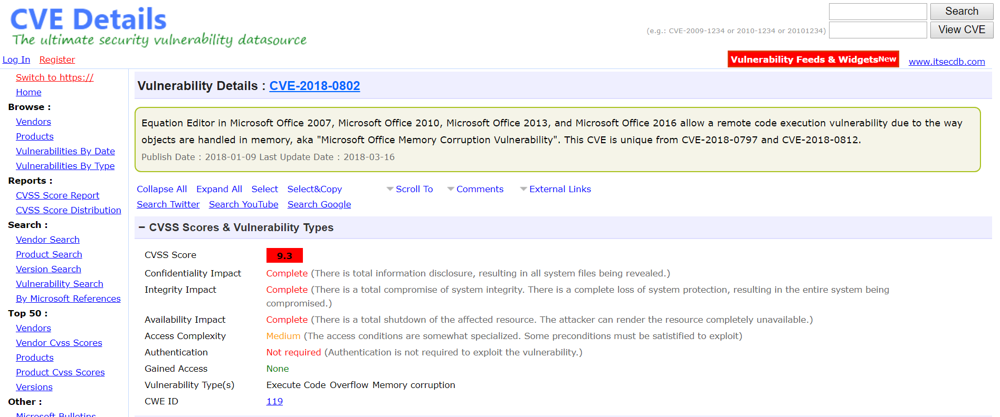 CVE Details
The ultimate security vulnerability datasource
Search
(e.g.: CVE-2009-1234 or 2010-1234 or 20101234) View CVE
Log In Register
Vulnerability Feeds & WidgetsNew www.itsecdb.com
Switch to https://
Home
Browse :
Vendors
Products
Vulnerabilities By Date
Vulnerabilities By Type
Reports :
CVSS Score Report
CVSS Score Distribution
Search :
Vendor Search
Product Search
Version Search
Vulnerability Search
By Microsoft References
Top 50 :
Vendors
Vendor Cvss Scores
Products
Product Cvss Scores
Versions
Other :
Microsoft Bulletins
Vulnerability Details : CVE-2018-0802
Equation Editor in Microsoft Office 2007, Microsoft Office 2010, Microsoft Office 2013, and Microsoft Office 2016 allow a remote code execution vulnerability due to the way
objects are handled in memory, aka "Microsoft Office Memory Corruption Vulnerability". This CVE is unique from CVE-2018-0797 and CVE-2018-0812.
Publish Date : 2018-01-09 Last Update Date : 2018-03-16
Collapse All Expand All Select Select&Copy Scroll To Comments External Links
Search Twitter Search YouTube Search Google
− CVSS Scores & Vulnerability Types
CVSS Score 9.3
Confidentiality Impact Complete (There is total information disclosure, resulting in all system files being revealed.)
Integrity Impact Complete (There is a total compromise of system integrity. There is a complete loss of system protection, resulting in the entire system being
compromised.)
Availability Impact Complete (There is a total shutdown of the affected resource. The attacker can render the resource completely unavailable.)
Access Complexity Medium (The access conditions are somewhat specialized. Some preconditions must be satistified to exploit)
Authentication Not required (Authentication is not required to exploit the vulnerability.)
Gained Access None
Vulnerability Type(s) Execute Code Overflow Memory corruption
CWE ID 119